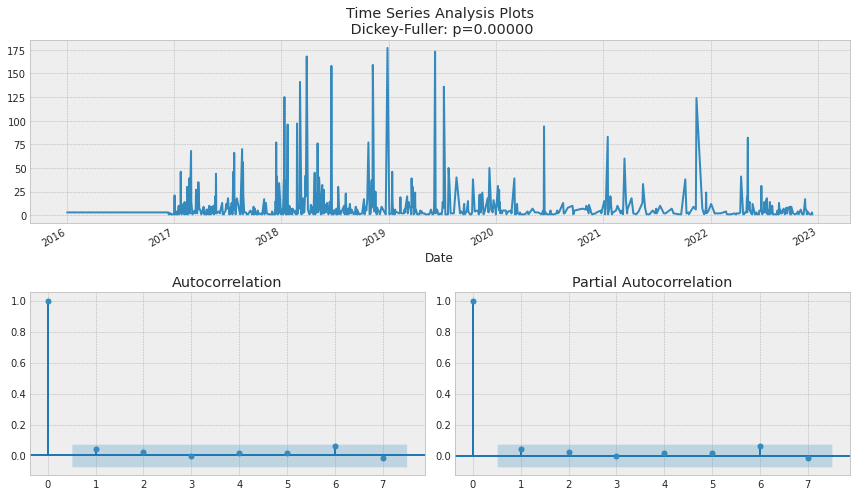 Time Series Analysis Plots
Dickey-Fuller: p=0.00000
175
150
125
100
75
50
25
0
2016 2017 2018 2019 2020 2021 2022 2023
Date
Autocorrelation
1.0
0.8
0.6
0.4
0.2
0.0
0 1 2 3 4 5 6 7
Partial Autocorrelation
1.0
0.8
0.6
0.4
0.2
0.0
0 1 2 3 4 5 6 7